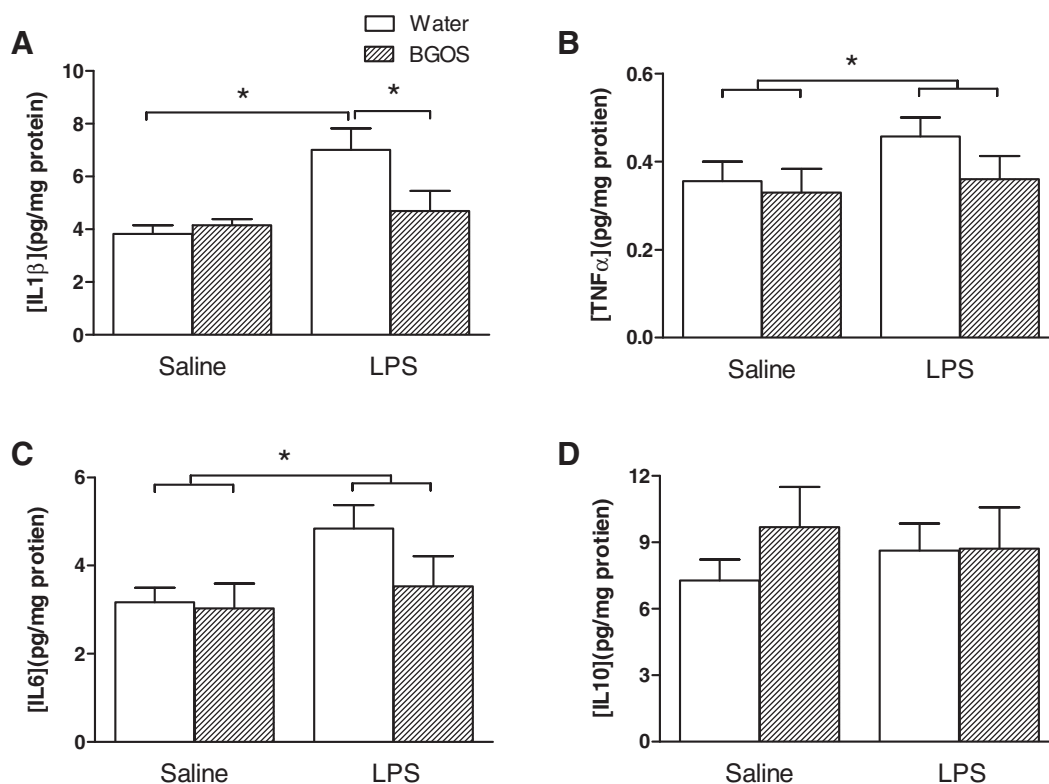 Water
BGOS
A
*
*
10
8
6
4
2
0
[IL1β](pg/mg protein)
Saline
LPS
B
*
0.6
0.4
0.2
0.0
[TNFα](pg/mg protien)
Saline
LPS
C
*
6
4
2
0
[IL6](pg/mg protien)
Saline
LPS
D
12
9
6
3
0
[IL10](pg/mg protien)
Saline
LPS